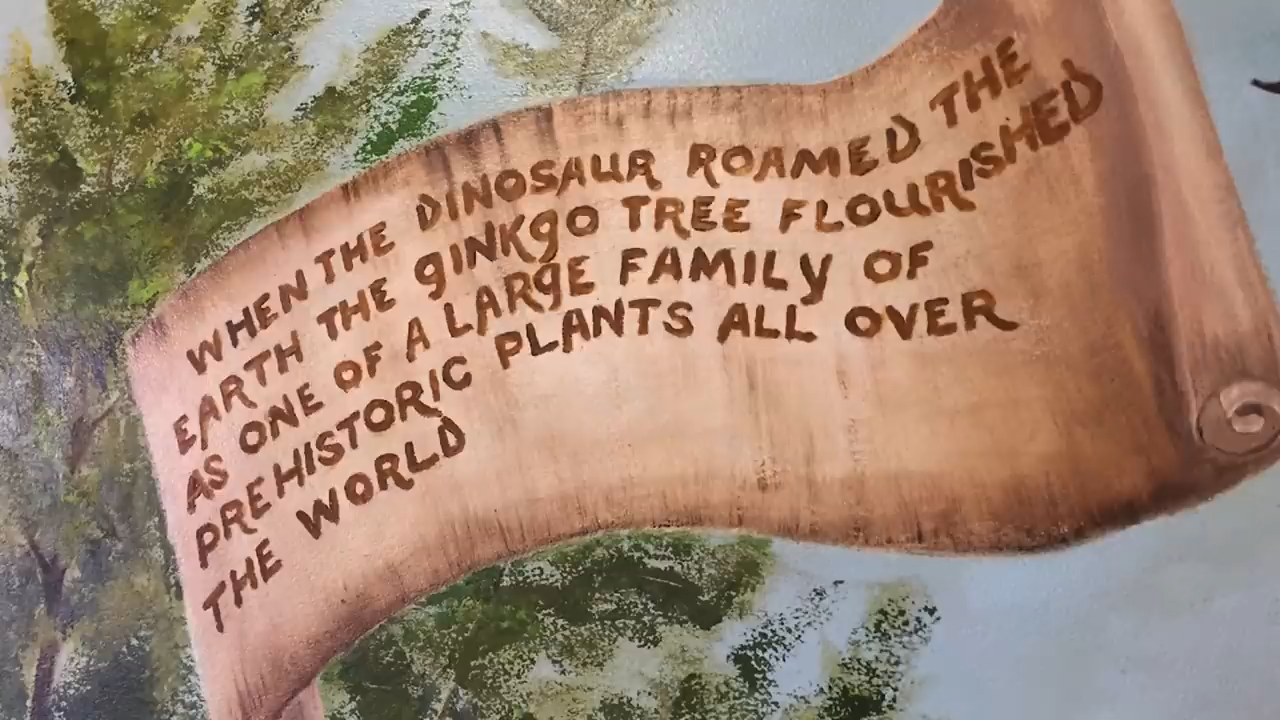 WHEN THE DINOSAUR ROAMED THE
EARTH THE GINKGO TREE FLOURISHED
AS ONE OF A LARGE FAMILY OF
PREHISTORIC PLANTS ALL OVER
THE WORLD